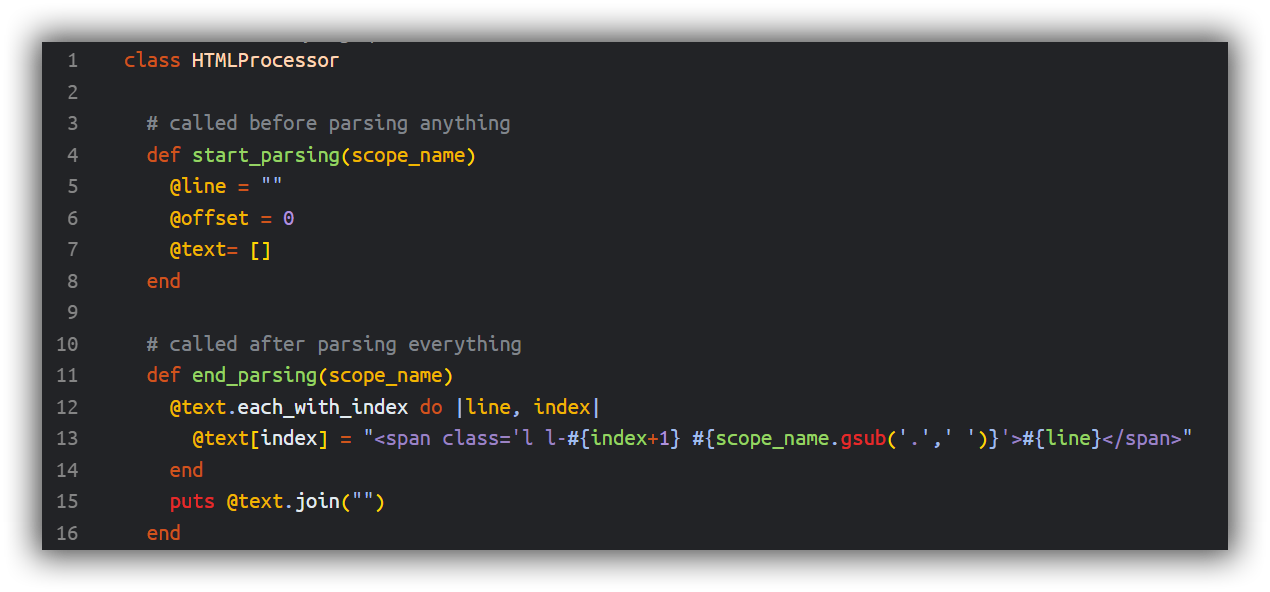 1 class HTMLProcessor
2
3 # called before parsing anything
4 def start_parsing(scope_name)
5 @line = ""
6 @offset = 0
7 @text= []
8 end
9
10 # called after parsing everything
11 def end_parsing(scope_name)
12 @text.each_with_index do |line, index|
13 @text[index] = "<span class='l l-#{index+1} #{scope_name.gsub('.',' ')}'>#{line}</span>"
14 end
15 puts @text.join("")
16 end